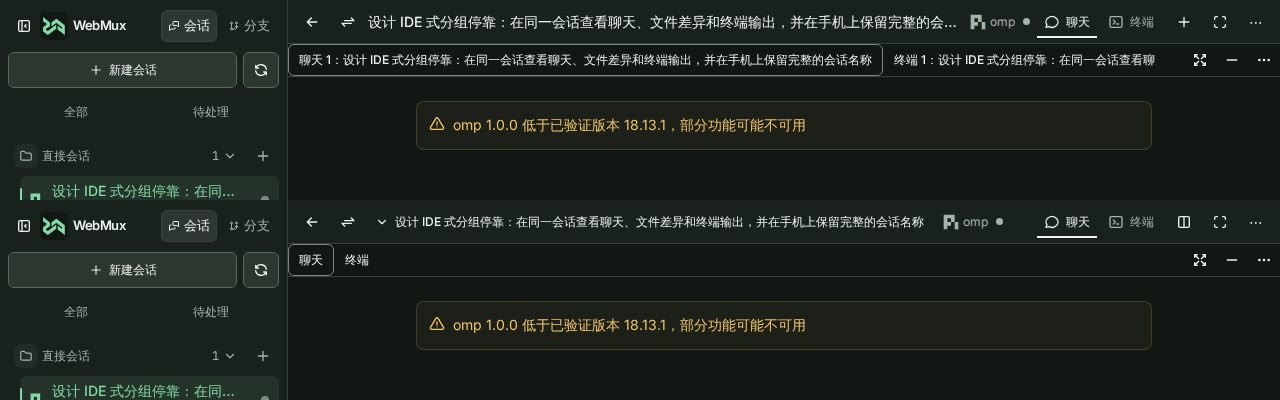 WebMux 会话 分支 设计 IDE 式分组停靠：在同一会话查看聊天、文件差异和终端输出，并在手机上保留完整的会... omp 聊天 终端
新建会话 聊天 1：设计 IDE 式分组停靠：在同一会话查看聊天、文件差异和终端输出，并在手机上保留完整的会话名称 终端 1：设计 IDE 式分组停靠：在同一会话查看聊
全部 待处理
omp 1.0.0 低于已验证版本 18.13.1，部分功能可能不可用
直接会话 1
设计 IDE 式分组停靠：在同...
WebMux 会话 分支 设计 IDE 式分组停靠：在同一会话查看聊天、文件差异和终端输出，并在手机上保留完整的会话名称 omp 聊天 终端
新建会话 聊天 终端
全部 待处理
omp 1.0.0 低于已验证版本 18.13.1，部分功能可能不可用
直接会话 1
设计 IDE 式分组停靠：在同...